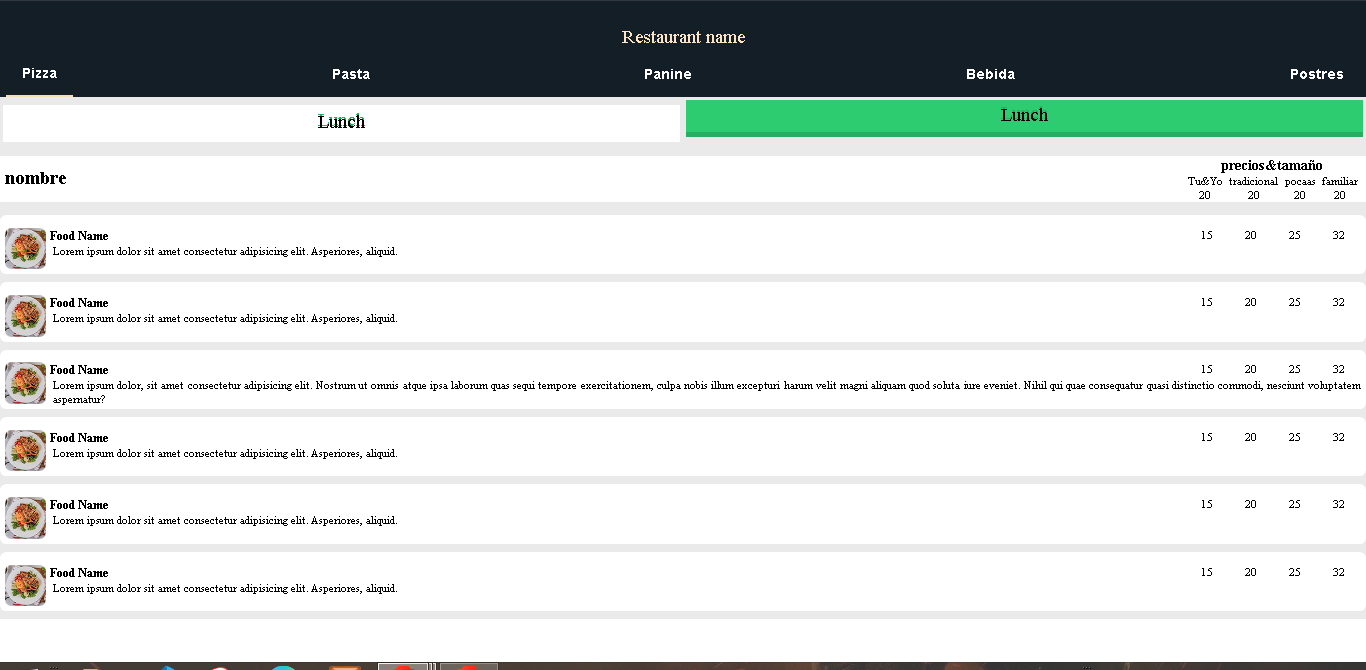 Restaurant name
Pizza Pasta Panine Bebida Postres
Lunch Lunch
nombre precios&tamaño
Tu&Yo tradicional pocaas familiar
20 20 20 20
Food Name 15 20 25 32
Lorem ipsum dolor sit amet consectetur adipisicing elit. Asperiores, aliquid.
Food Name 15 20 25 32
Lorem ipsum dolor sit amet consectetur adipisicing elit. Asperiores, aliquid.
Food Name 15 20 25 32
Lorem ipsum dolor, sit amet consectetur adipisicing elit. Nostrum ut omnis atque ipsa laborum quas sequi tempore exercitationem, culpa nobis illum excepturi harum velit magni aliquam quod soluta iure eveniet. Nihil qui quae consequatur quasi distinctio commodi, nesciunt voluptatem
aspernatur?
Food Name 15 20 25 32
Lorem ipsum dolor sit amet consectetur adipisicing elit. Asperiores, aliquid.
Food Name 15 20 25 32
Lorem ipsum dolor sit amet consectetur adipisicing elit. Asperiores, aliquid.
Food Name 15 20 25 32
Lorem ipsum dolor sit amet consectetur adipisicing elit. Asperiores, aliquid.